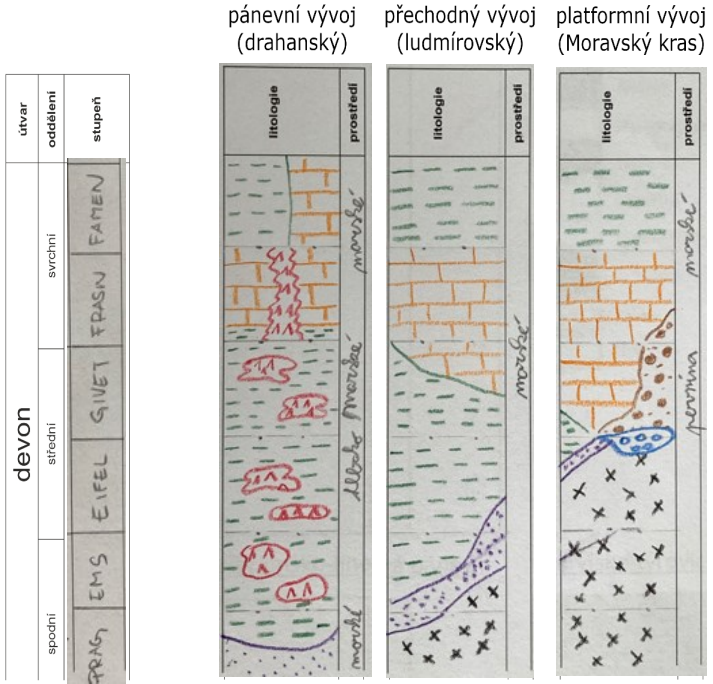 pánevní vývoj
(drahanský)
přechodný vývoj
(ludmírovský)
platformní vývoj
(Moravský kras)
útvar
oddělení
stupeň
litologie
prostředí
litologie
prostředí
litologie
prostředí
devon
svrchní
střední
spodní
FAMEN
FRASN
GIVET
EIFEL
EMS
PRAG
mořské
hluboko mořské
mořské
mořské
mořské
pevnina